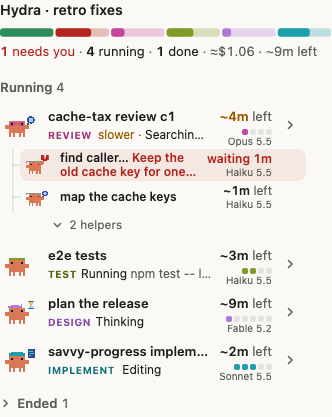 Hydra · retro fixes
1 needs you · 4 running · 1 done · ≈$1.06 · ~9m left
Running 4
cache-tax review c1
~4m left
REVIEW slower · Searchin…
Opus 5.5
find caller… Keep the old cache key for one…
waiting 1m
Haiku 5.5
map the cache keys
~1m left
Haiku 5.5
2 helpers
e2e tests
~3m left
TEST Running npm test -- l…
Haiku 5.5
plan the release
~9m left
DESIGN Thinking
Fable 5.2
savvy-progress implem…
~2m left
IMPLEMENT Editing
Sonnet 5.5
Ended 1